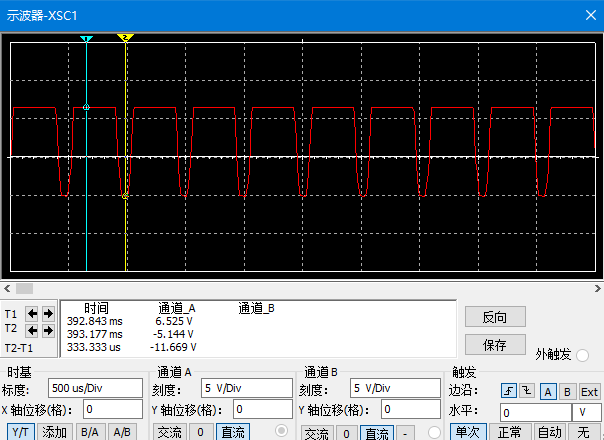 示波器-XSC1
1 2
时间 通道_A 通道_B
T1 392.843 ms 6.525 V
T2 393.177 ms -5.144 V
T2-T1 333.333 us -11.669 V
反向
保存
外触发
时基 通道 A 通道 B 触发
标度: 500 us/Div 刻度: 5 V/Div 刻度: 5 V/Div 边沿: A B Ext
X 轴位移(格): 0 Y 轴位移(格): 0 Y 轴位移(格): 0 水平: 0 V
Y/T 添加 B/A A/B 交流 0 直流 交流 0 直流 - 单次 正常 自动 无